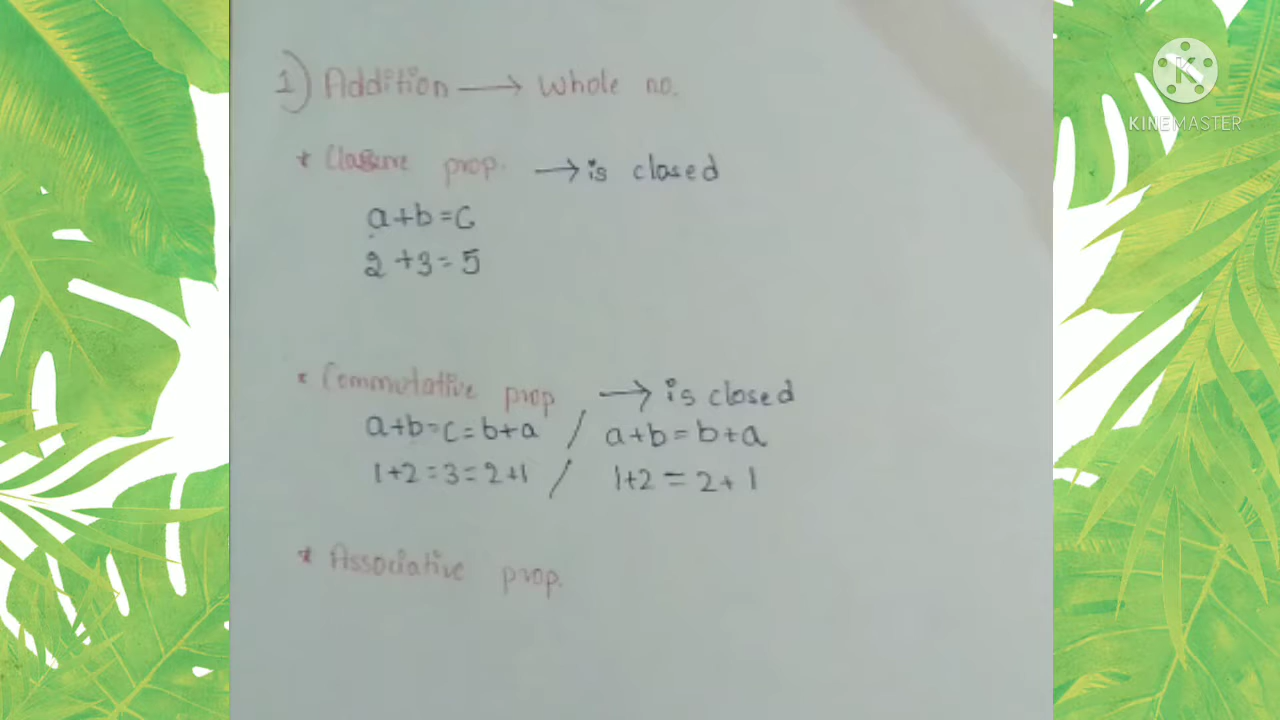 1) Addition → Whole no.
KINEMASTER
* Closure prop. → is closed
a+b=c
2+3=5
* Commutative prop → is closed
a+b=c=b+a / a+b=b+a
1+2=3=2+1 / 1+2=2+1
* Associative prop.